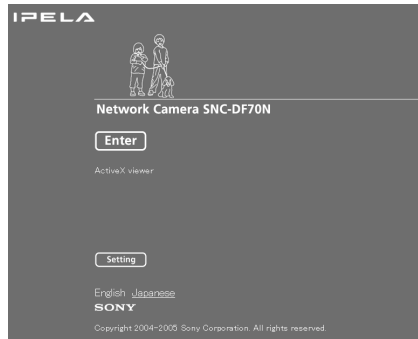 IPELA
Network Camera SNC-DF70N
Enter
ActiveX viewer
Setting
English Japanese
SONY
Copyright 2004-2005 Sony Corporation. All rights reserved.